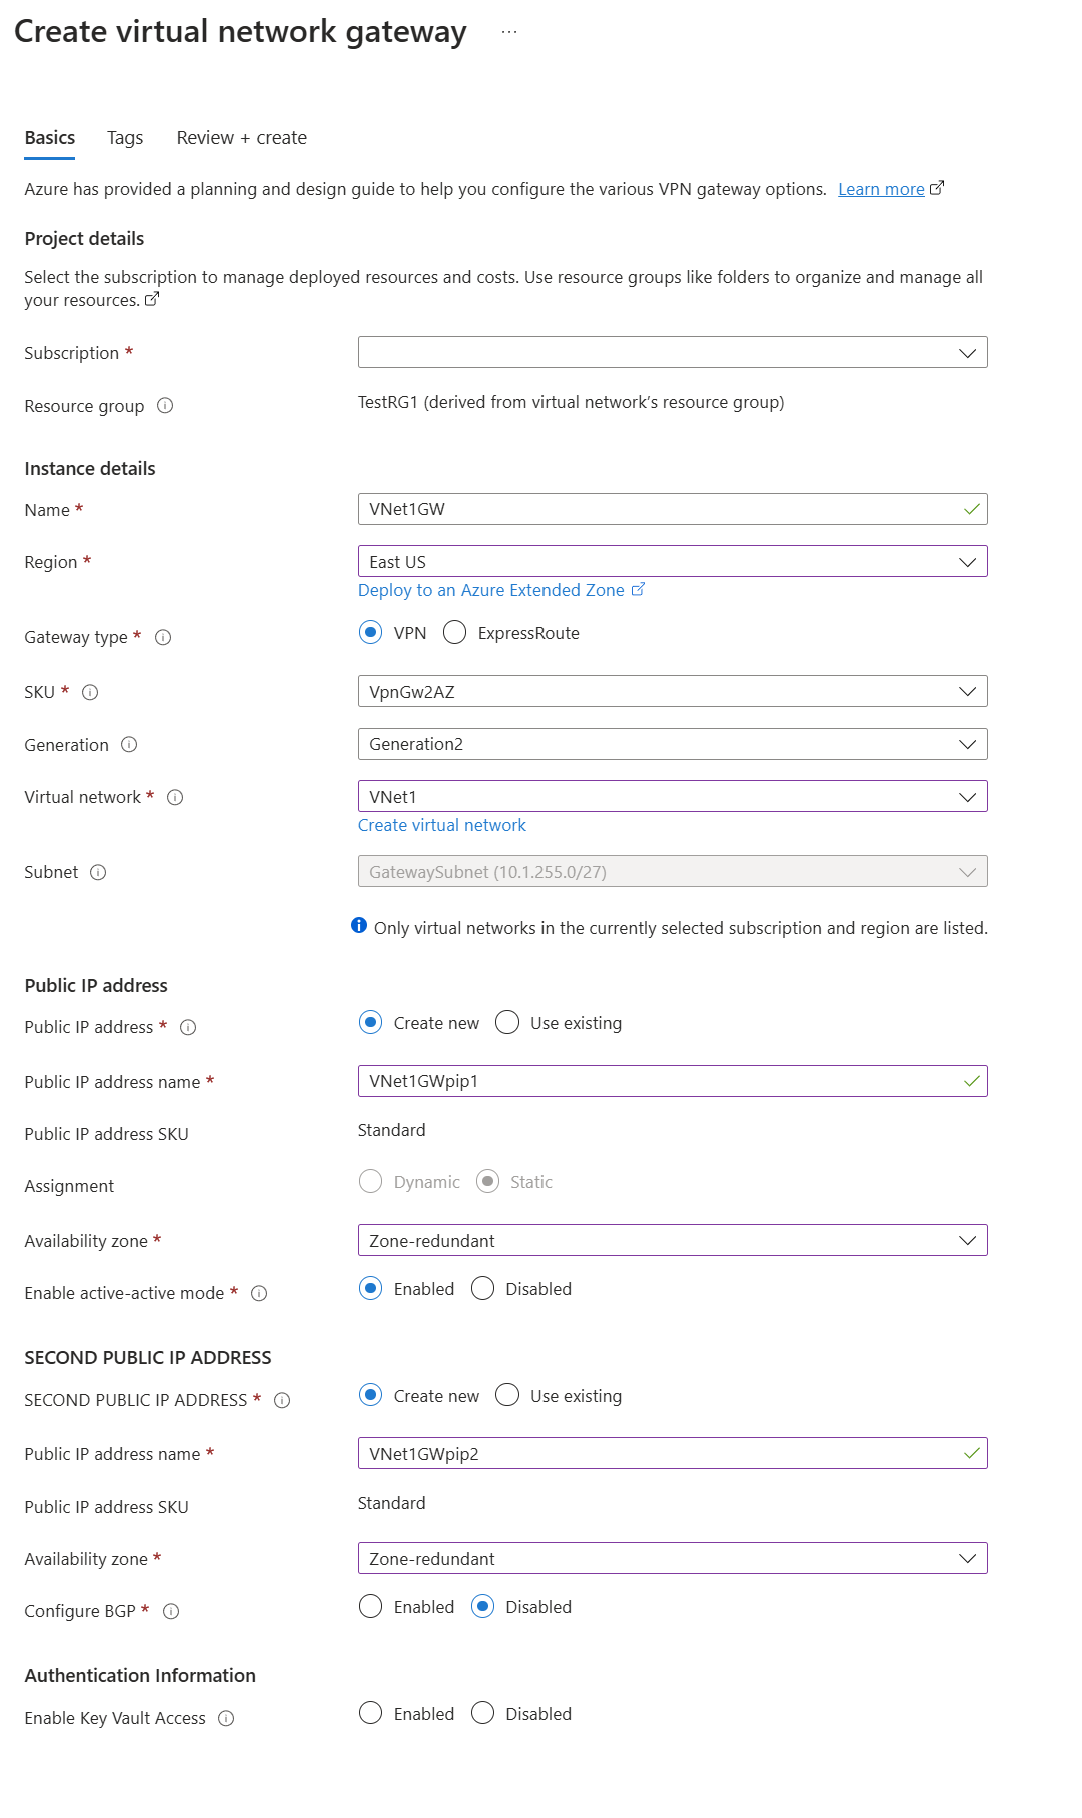 Create virtual network gateway ...
Basics Tags Review + create
Azure has provided a planning and design guide to help you configure the various VPN gateway options. Learn more
Project details
Select the subscription to manage deployed resources and costs. Use resource groups like folders to organize and manage all
your resources.
Subscription *
Resource group TestRG1 (derived from virtual network's resource group)
Instance details
Name * VNet1GW
Region * East US
Deploy to an Azure Extended Zone
Gateway type * VPN ExpressRoute
SKU * VpnGw2AZ
Generation Generation2
Virtual network * VNet1
Create virtual network
Subnet GatewaySubnet (10.1.255.0/27)
Only virtual networks in the currently selected subscription and region are listed.
Public IP address
Public IP address * Create new Use existing
Public IP address name * VNet1GWpip1
Public IP address SKU Standard
Assignment Dynamic Static
Availability zone * Zone-redundant
Enable active-active mode * Enabled Disabled
SECOND PUBLIC IP ADDRESS
SECOND PUBLIC IP ADDRESS * Create new Use existing
Public IP address name * VNet1GWpip2
Public IP address SKU Standard
Availability zone * Zone-redundant
Configure BGP * Enabled Disabled
Authentication Information
Enable Key Vault Access Enabled Disabled